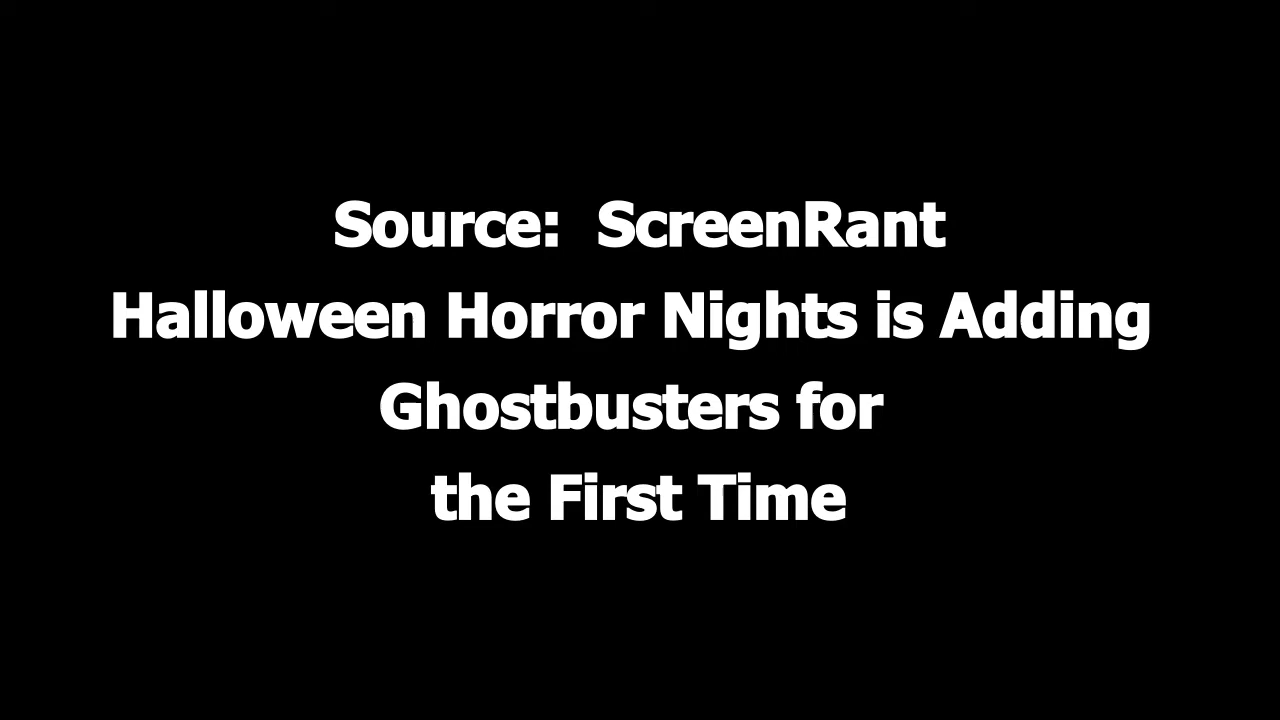 Source:  ScreenRant
Halloween Horror Nights is Adding
Ghostbusters for
the First Time